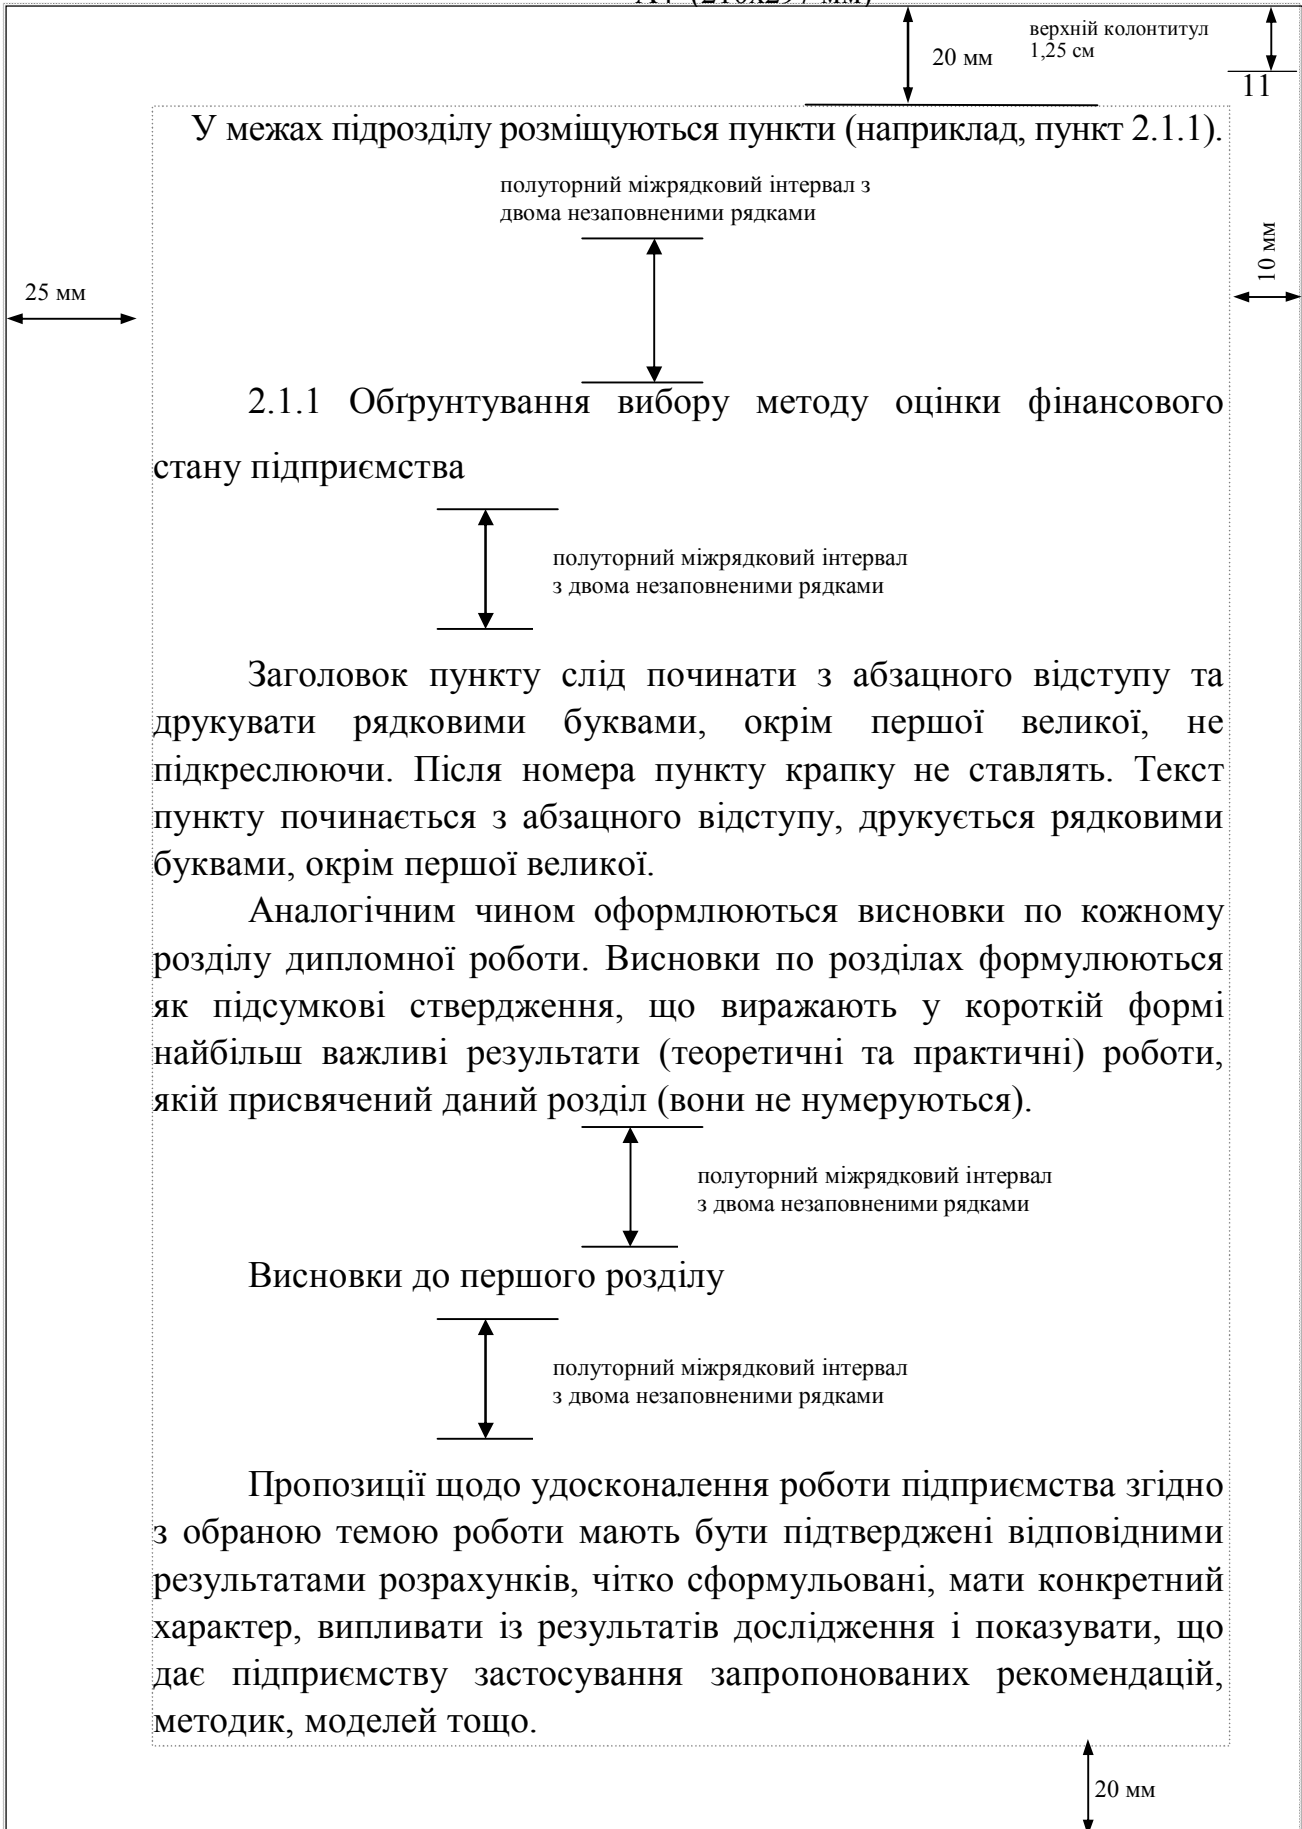 А4 (210х297 мм)
верхній колонтитул
1,25 см
20 мм
11
У межах підрозділу розміщуються пункти (наприклад, пункт 2.1.1).
полуторний міжрядковий інтервал з
двома незаповненими рядками
10 мм
25 мм
2.1.1 Обґрунтування вибору методу оцінки фінансового
стану підприємства
полуторний міжрядковий інтервал
з двома незаповненими рядками
Заголовок пункту слід починати з абзацного відступу та
друкувати рядковими буквами, окрім першої великої, не
підкреслюючи. Після номера пункту крапку не ставлять. Текст
пункту починається з абзацного відступу, друкується рядковими
буквами, окрім першої великої.
Аналогічним чином оформлюються висновки по кожному
розділу дипломної роботи. Висновки по розділах формулюються
як підсумкові ствердження, що виражають у короткій формі
найбільш важливі результати (теоретичні та практичні) роботи,
якій присвячений даний розділ (вони не нумеруються).
полуторний міжрядковий інтервал
з двома незаповненими рядками
Висновки до першого розділу
полуторний міжрядковий інтервал
з двома незаповненими рядками
Пропозиції щодо удосконалення роботи підприємства згідно
з обраною темою роботи мають бути підтверджені відповідними
результатами розрахунків, чітко сформульовані, мати конкретний
характер, випливати із результатів дослідження і показувати, що
дає підприємству застосування запропонованих рекомендацій,
методик, моделей тощо.
20 мм